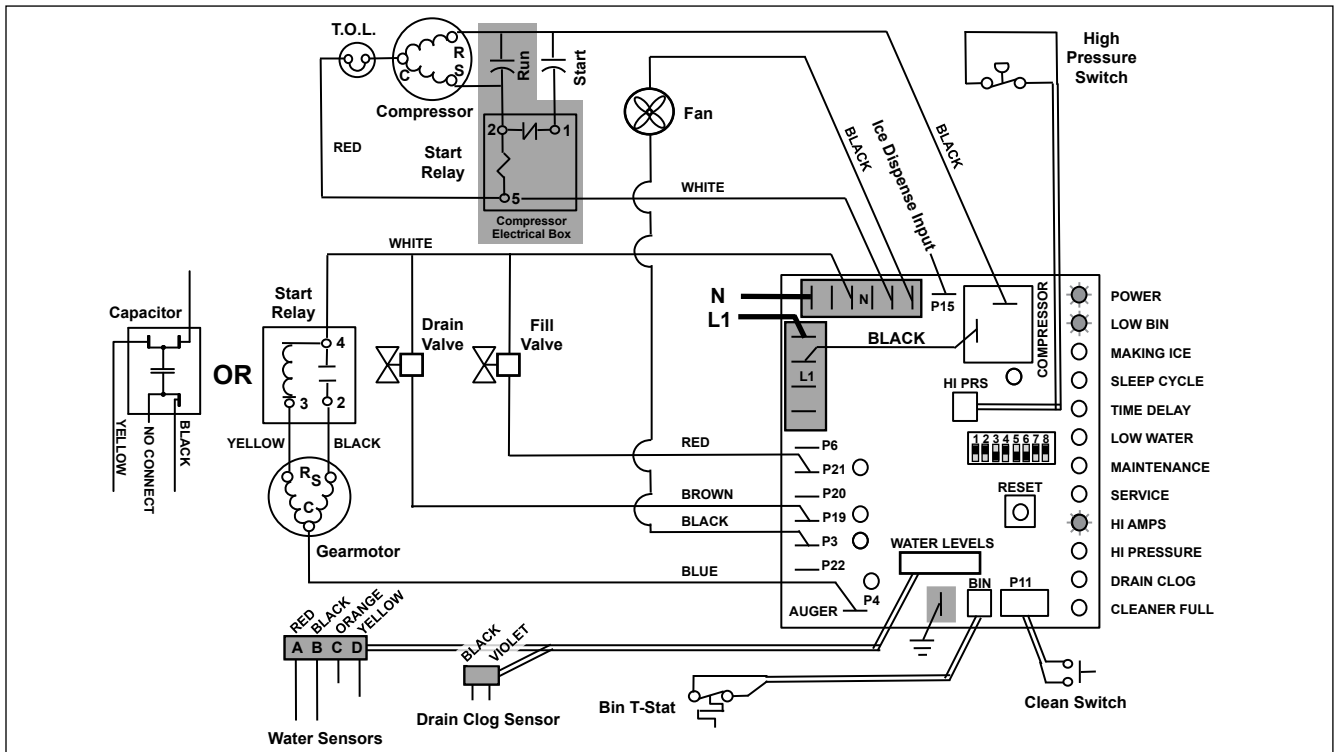 T.O.L.
C
R
S
Compressor
Run
Start
High
Pressure
Switch
Fan
2
1
RED
Start
Relay
5
Compressor
Electrical Box
WHITE
BLACK
Ice Dispense Input
BLACK
WHITE
Capacitor
YELLOW
NO CONNECT
BLACK
OR
Start
Relay
4
3
2
YELLOW
BLACK
R
S
C
Gearmotor
Drain
Valve
Fill
Valve
N
L1
N
P15
L1
BLACK
COMPRESSOR
HI PRS
1 2 3 4 5 6 7 8
RESET
POWER
LOW BIN
MAKING ICE
SLEEP CYCLE
TIME DELAY
LOW WATER
MAINTENANCE
SERVICE
HI AMPS
HI PRESSURE
DRAIN CLOG
CLEANER FULL
RED
BROWN
BLACK
BLUE
P6
P21
P20
P19
P3
P22
P4
AUGER
WATER LEVELS
BIN
P11
RED
BLACK
ORANGE
YELLOW
A B C D
Water Sensors
BLACK
VIOLET
Drain Clog Sensor
Bin T-Stat
Clean Switch